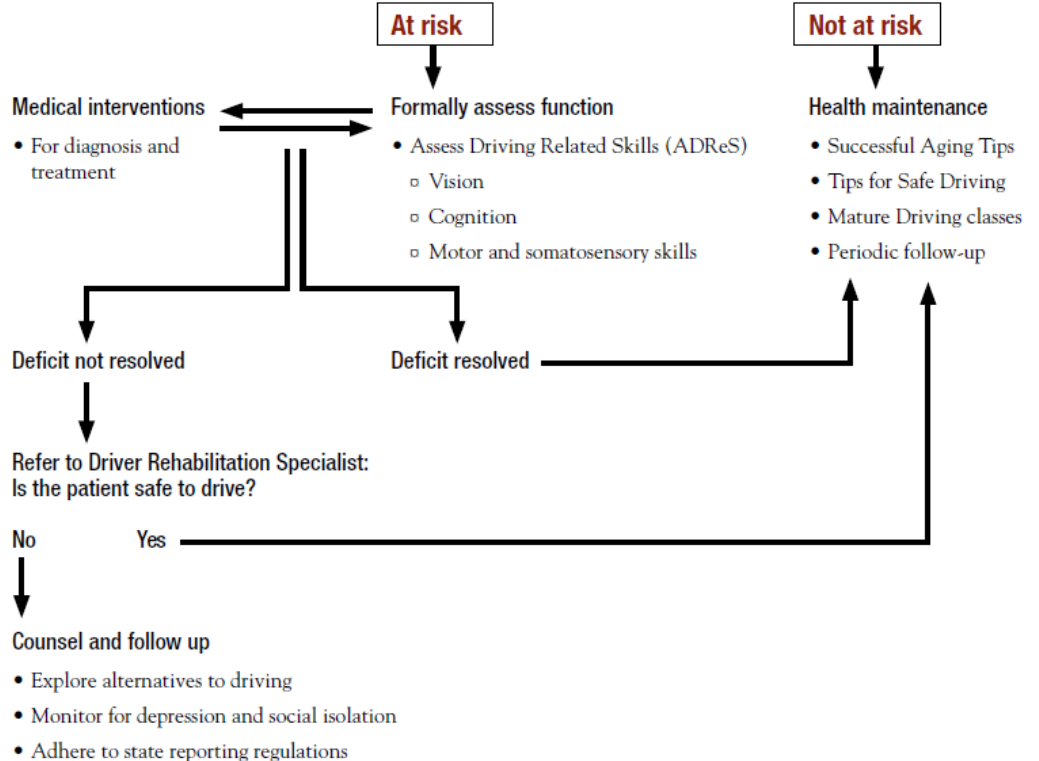 At risk
Not at risk
Medical interventions
• For diagnosis and
treatment
Formally assess function
• Assess Driving Related Skills (ADReS)
▫ Vision
▫ Cognition
▫ Motor and somatosensory skills
Health maintenance
• Successful Aging Tips
• Tips for Safe Driving
• Mature Driving classes
• Periodic follow-up
Deficit not resolved
Deficit resolved
Refer to Driver Rehabilitation Specialist:
Is the patient safe to drive?
No
Yes
Counsel and follow up
• Explore alternatives to driving
• Monitor for depression and social isolation
• Adhere to state reporting regulations